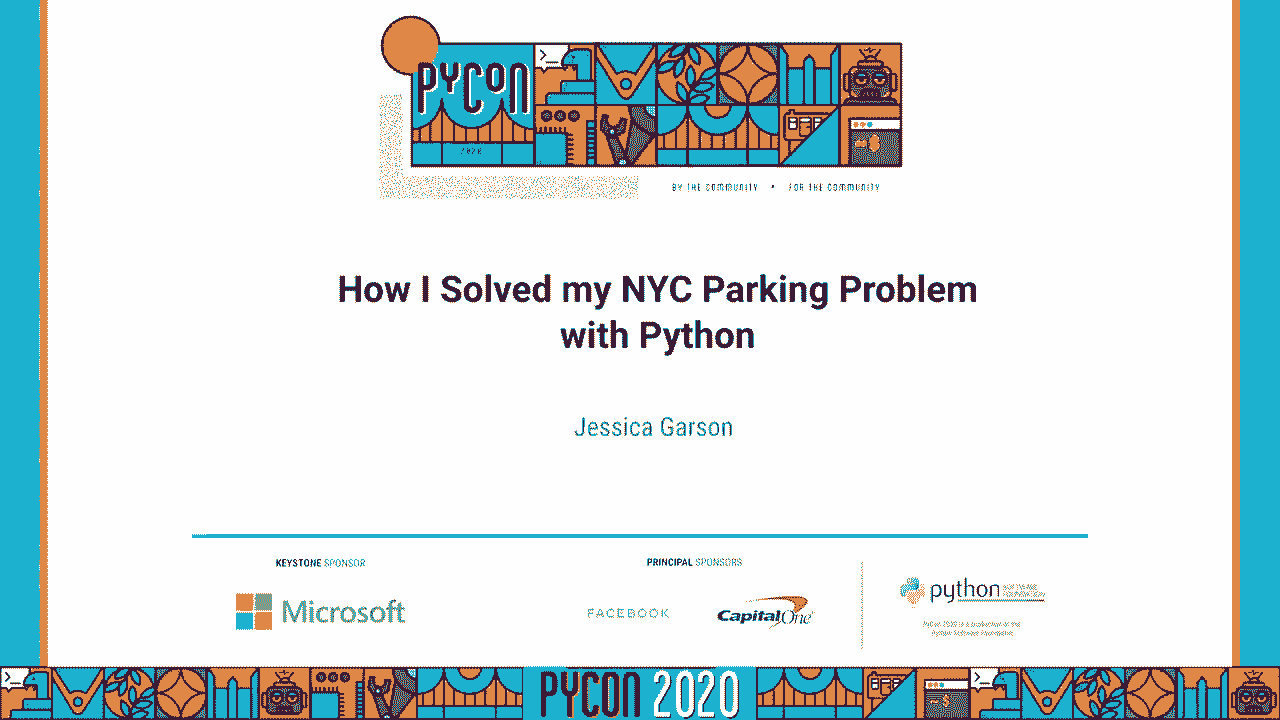 PYCON
2020
BY THE COMMUNITY • FOR THE COMMUNITY
How I Solved my NYC Parking Problem
with Python
Jessica Garson
KEYSTONE SPONSOR
PRINCIPAL SPONSORS
Microsoft
FACEBOOK
Capital One
python
PYCON 2020